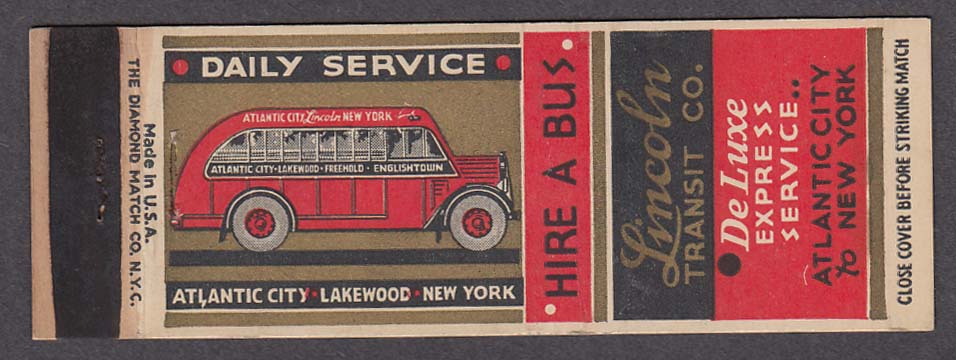 Made in U.S.A.
THE DIAMOND MATCH CO. N.Y.C.
• DAILY SERVICE •
ATLANTIC CITY Lincoln NEW YORK
ATLANTIC CITY · LAKEWOOD · FREEHOLD · ENGLISHTOWN
ATLANTIC CITY · LAKEWOOD · NEW YORK
• HIRE A BUS •
Lincoln
TRANSIT CO.
De Luxe
EXPRESS
SERVICE..
ATLANTIC CITY
to NEW YORK
CLOSE COVER BEFORE STRIKING MATCH